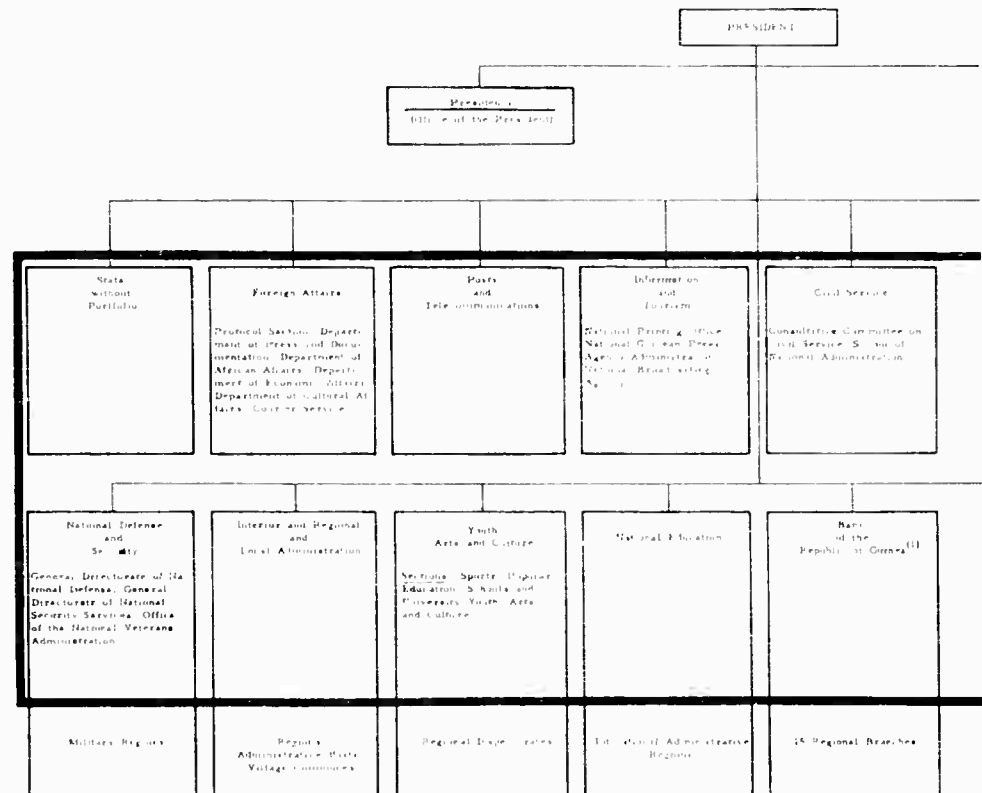 PRESIDENT
(Office of the President)
State
without
Portfolio
Foreign Affairs
Protocol Section, Depart-
ment of Press and Docu-
mentation, Department of
African Affairs, Depart-
ment of Economic Affairs
Department of Cultural Af
fairs, Courier Service
Posts
and
Telecommunications
Information
and
Tourism
National Printing Office
National Guinean Press
Agency Administration
National Broadcasting
Civil Service
Consultative Committee on
Civil Service, School of
National Administration
National Defense
and
Security
General Directorate of Na
tional Defense, General
Directorate of National
Security Services, Office
of the National Veterans
Administration
Interior and Regional
and
Local Administration
Youth
Arts and Culture
Sections: Sports, Popular
Education, Schools and
University Youth, Arts
and Culture
National Education
Bank
of the
Republic of Guinea(1)
Military Regions
Regions
Administrative Posts
Village Communes
Regional Inspectorates
Administrative
Regions
Regional Branches